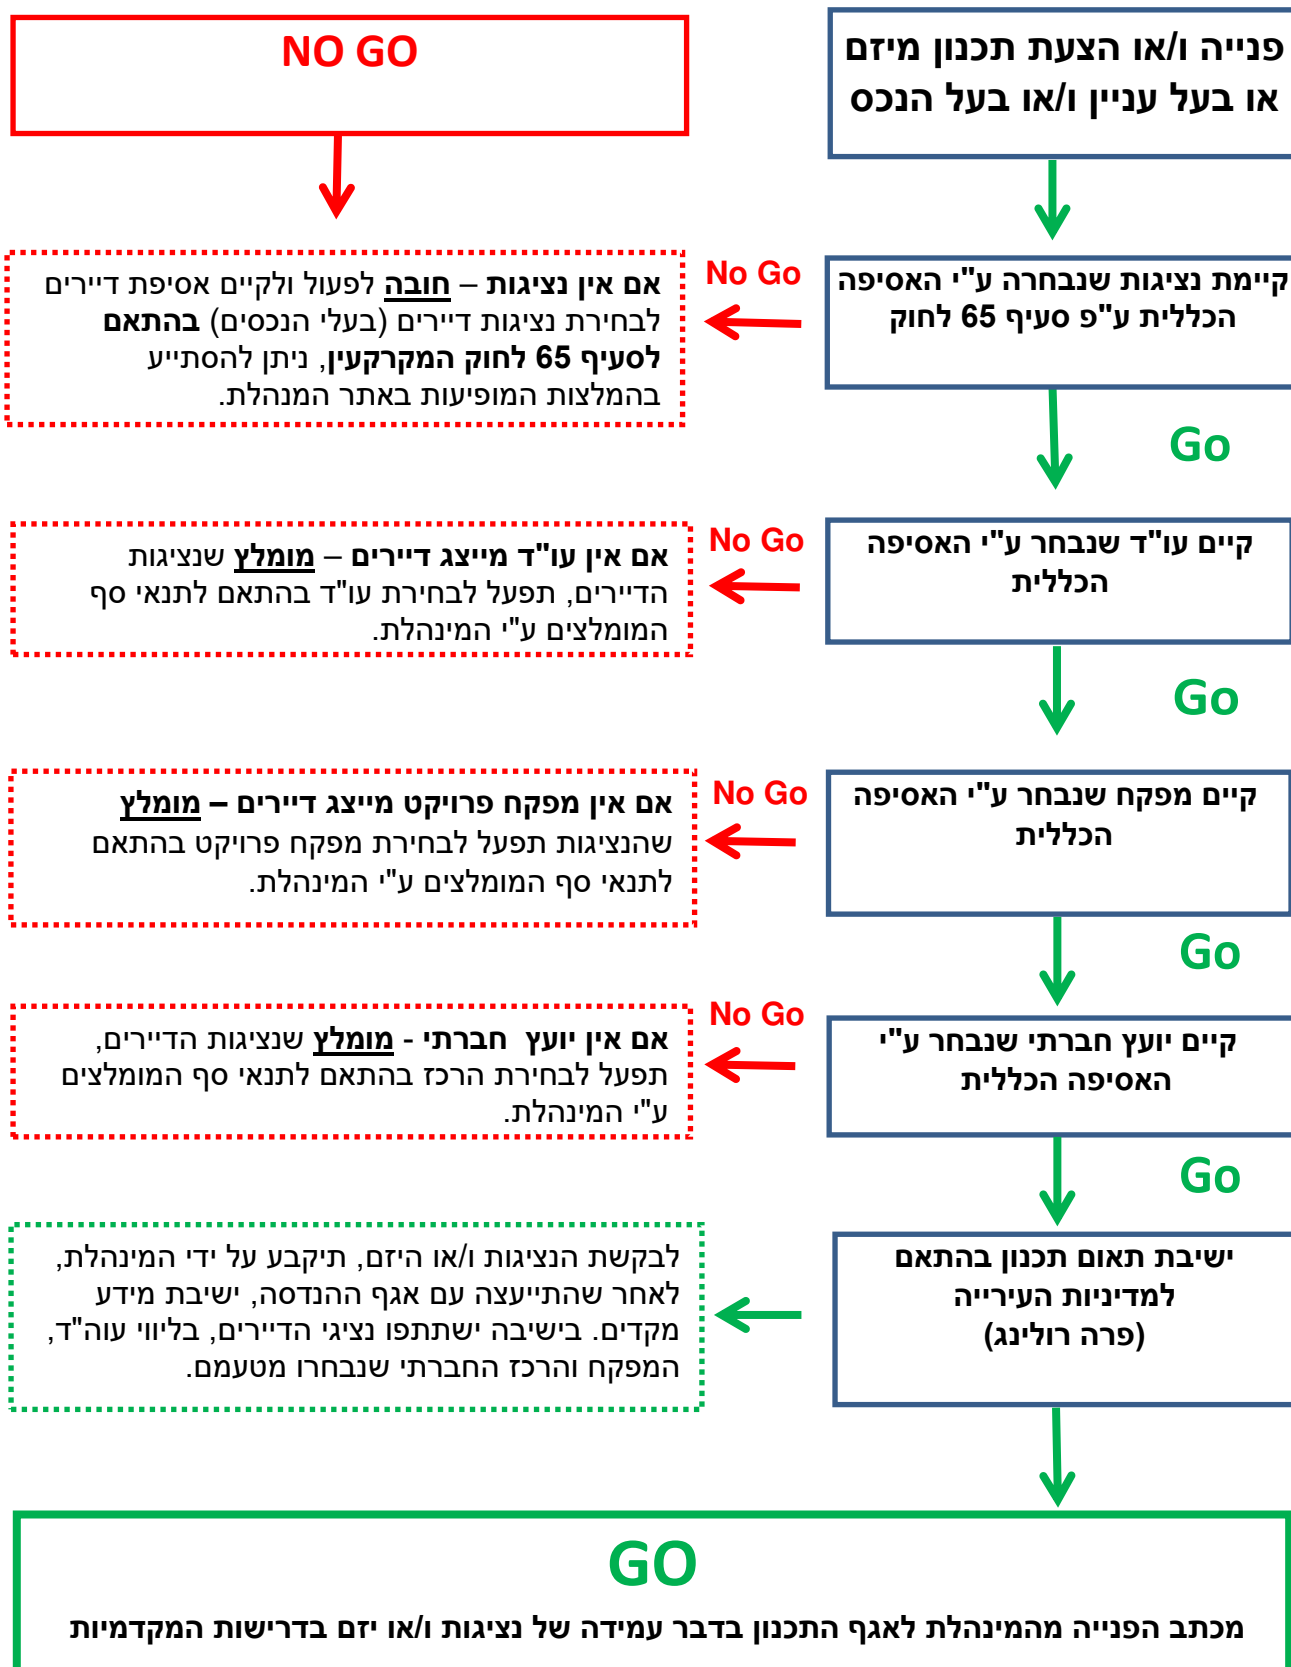 פנייה ו/או הצעת תכנון מיזם
או בעל עניין ו/או בעל הנכס
NO GO
קיימת נציגות שנבחרה ע"י האסיפה
הכללית ע"פ סעיף 65 לחוק
No Go
אם אין נציגות – חובה לפעול ולקיים אסיפת דיירים
לבחירת נציגות דיירים (בעלי הנכסים) בהתאם
לסעיף 65 לחוק המקרקעין, ניתן להסתייע
בהמלצות המופיעות באתר המנהלת.
Go
קיים עו"ד שנבחר ע"י האסיפה
הכללית
No Go
אם אין עו"ד מייצג דיירים – מומלץ שנציגות
הדיירים, תפעל לבחירת עו"ד בהתאם לתנאי סף
המומלצים ע"י המינהלת.
Go
קיים מפקח שנבחר ע"י האסיפה
הכללית
No Go
אם אין מפקח פרויקט מייצג דיירים – מומלץ
שהנציגות תפעל לבחירת מפקח פרויקט בהתאם
לתנאי סף המומלצים ע"י המינהלת.
Go
קיים יועץ חברתי שנבחר ע"י
האסיפה הכללית
No Go
אם אין יועץ חברתי - מומלץ שנציגות הדיירים,
תפעל לבחירת הרכז בהתאם לתנאי סף המומלצים
ע"י המינהלת.
Go
ישיבת תאום תכנון בהתאם
למדיניות העירייה
(פרה רולינג)
לבקשת הנציגות ו/או היזם, תיקבע על ידי המינהלת,
לאחר שהתייעצה עם אגף ההנדסה, ישיבת מידע
מקדים. בישיבה ישתתפו נציגי הדיירים, בליווי עוה"ד,
המפקח והרכז החברתי שנבחרו מטעמם.
GO
מכתב הפנייה מהמינהלת לאגף התכנון בדבר עמידה של נציגות ו/או יזם בדרישות המקדמיות